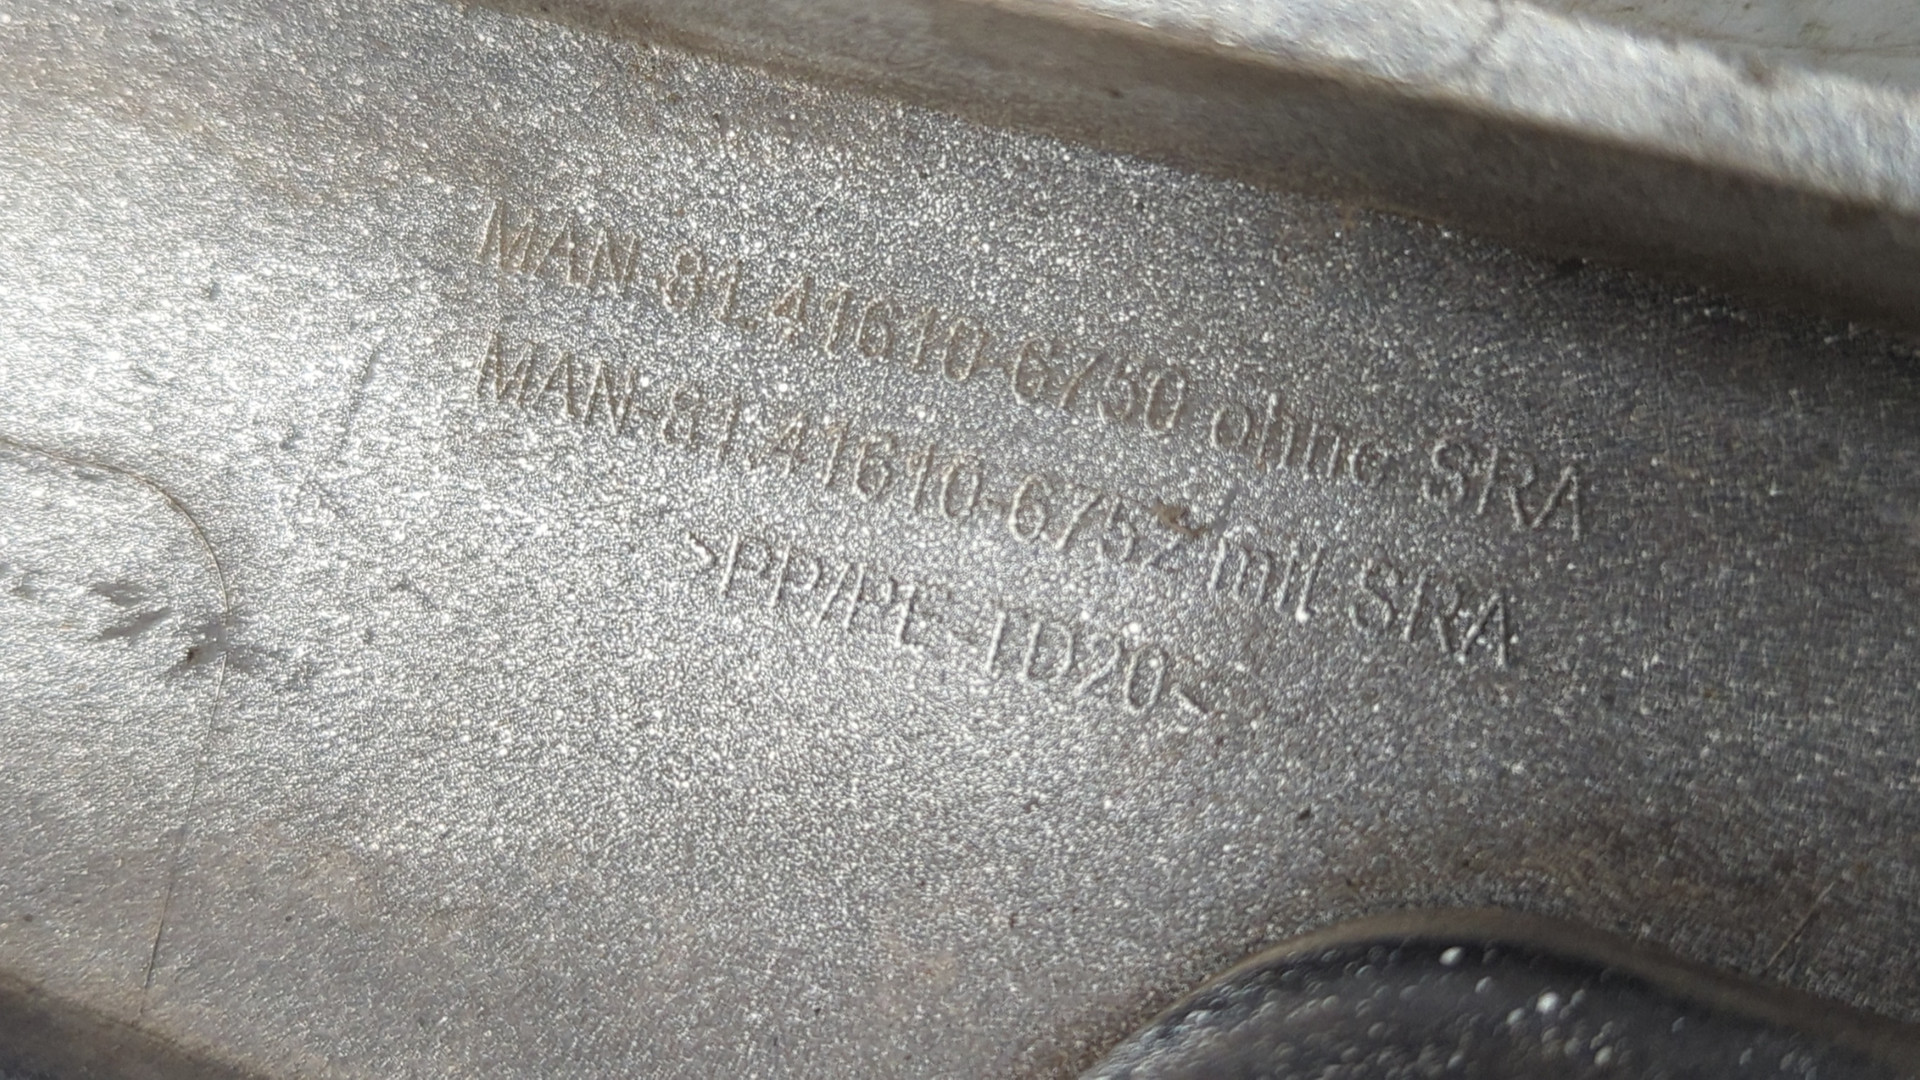 MAN 81.41610-6750 ohne SRA
MAN 81.41610-6752 mit SRA
>PP/PE-TD20<